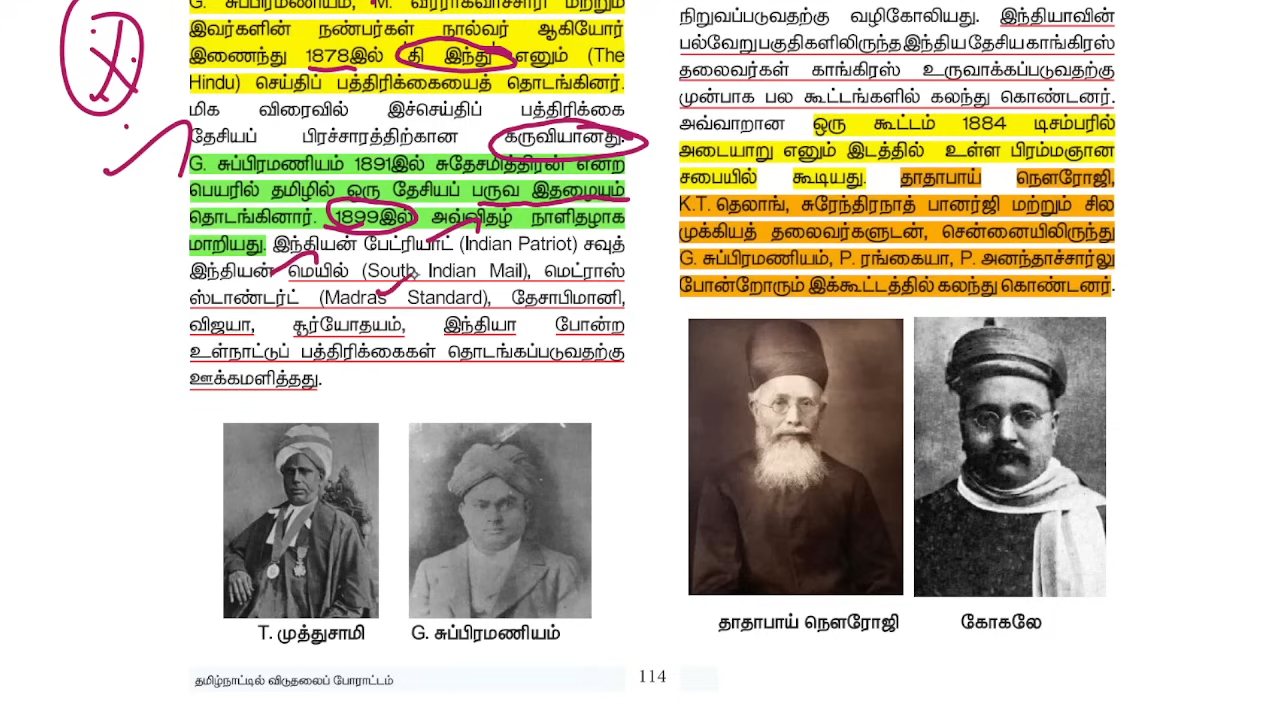 G. சுப்பிரமணியம், M. வீரராகவாச்சாரி மற்றும்
இவர்களின் நண்பர்கள் நால்வர் ஆகியோர்
இணைந்து 1878இல் தி இந்து எனும் (The
Hindu) செய்திப் பத்திரிக்கையைத் தொடங்கினர்.
மிக விரைவில் இச்செய்திப் பத்திரிக்கை
தேசியப் பிரச்சாரத்திற்கான கருவியானது.
G. சுப்பிரமணியம் 1891இல் சுதேசமித்திரன் என்ற
பெயரில் தமிழில் ஒரு தேசியப் பருவ இதழையும்
தொடங்கினார். 1899இல் அவ்விதழ் நாளிதழாக
மாறியது. இந்தியன் பேட்ரியாட் (Indian Patriot) சவுத்
இந்தியன் மெயில் (South Indian Mail), மெட்ராஸ்
ஸ்டாண்டர்ட் (Madras Standard), தேசாபிமானி,
விஜயா, சூர்யோதயம், இந்தியா போன்ற
உள்நாட்டுப் பத்திரிக்கைகள் தொடங்கப்படுவதற்கு
ஊக்கமளித்தது.
T. முத்துசாமி
G. சுப்பிரமணியம்
நிறுவப்படுவதற்கு வழிகோலியது. இந்தியாவின்
பல்வேறு பகுதிகளிலிருந்த இந்திய தேசிய காங்கிரஸ்
தலைவர்கள் காங்கிரஸ் உருவாக்கப்படுவதற்கு
முன்பாக பல கூட்டங்களில் கலந்து கொண்டனர்.
அவ்வாறான ஒரு கூட்டம் 1884 டிசம்பரில்
அடையாறு எனும் இடத்தில் உள்ள பிரம்மஞான
சபையில் கூடியது. தாதாபாய் நௌரோஜி,
K.T. தெலாங், சுரேந்திரநாத் பானர்ஜி மற்றும் சில
முக்கியத் தலைவர்களுடன், சென்னையிலிருந்து
G. சுப்பிரமணியம், P. ரங்கையா, P. அனந்தாச்சார்லு
போன்றோரும் இக்கூட்டத்தில் கலந்து கொண்டனர்.
தாதாபாய் நௌரோஜி
கோகலே
தமிழ்நாட்டில் விடுதலைப் போராட்டம்
114